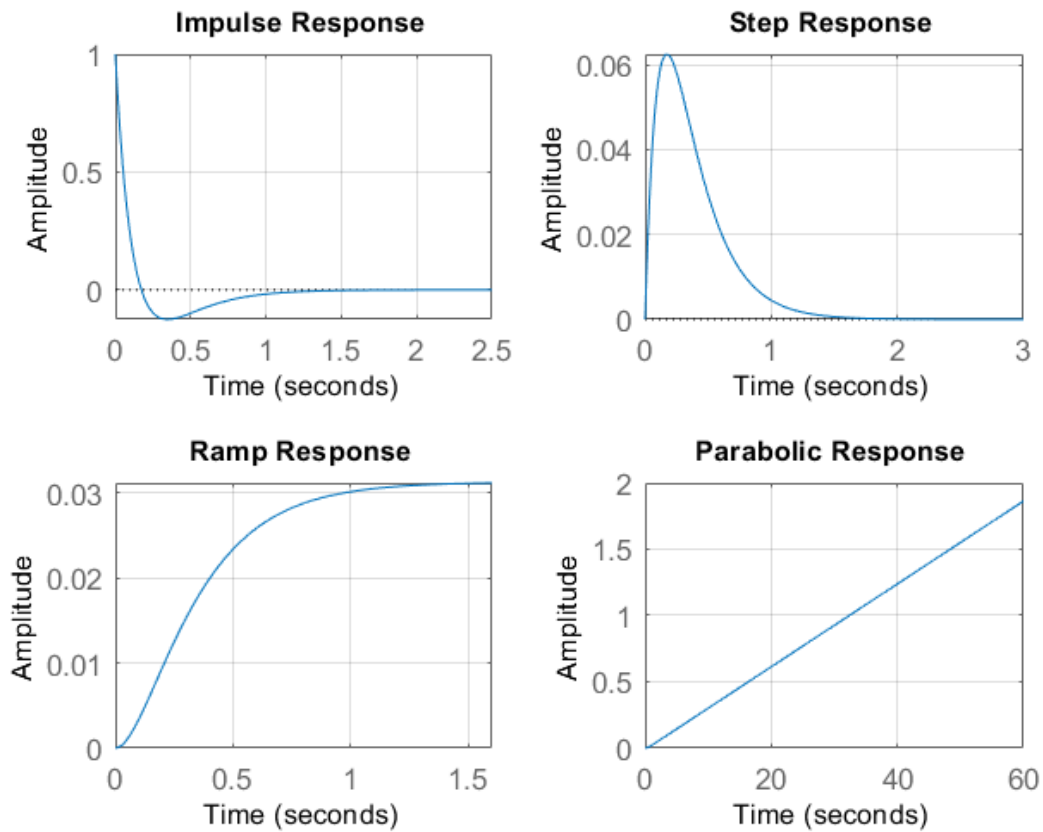 Impulse Response
1
0.5
0
Amplitude
0 0.5 1 1.5 2 2.5
Time (seconds)
Step Response
0.06
0.04
0.02
0
Amplitude
0 1 2 3
Time (seconds)
Ramp Response
0.03
0.02
0.01
0
Amplitude
0 0.5 1 1.5
Time (seconds)
Parabolic Response
2
1.5
1
0.5
0
Amplitude
0 20 40 60
Time (seconds)